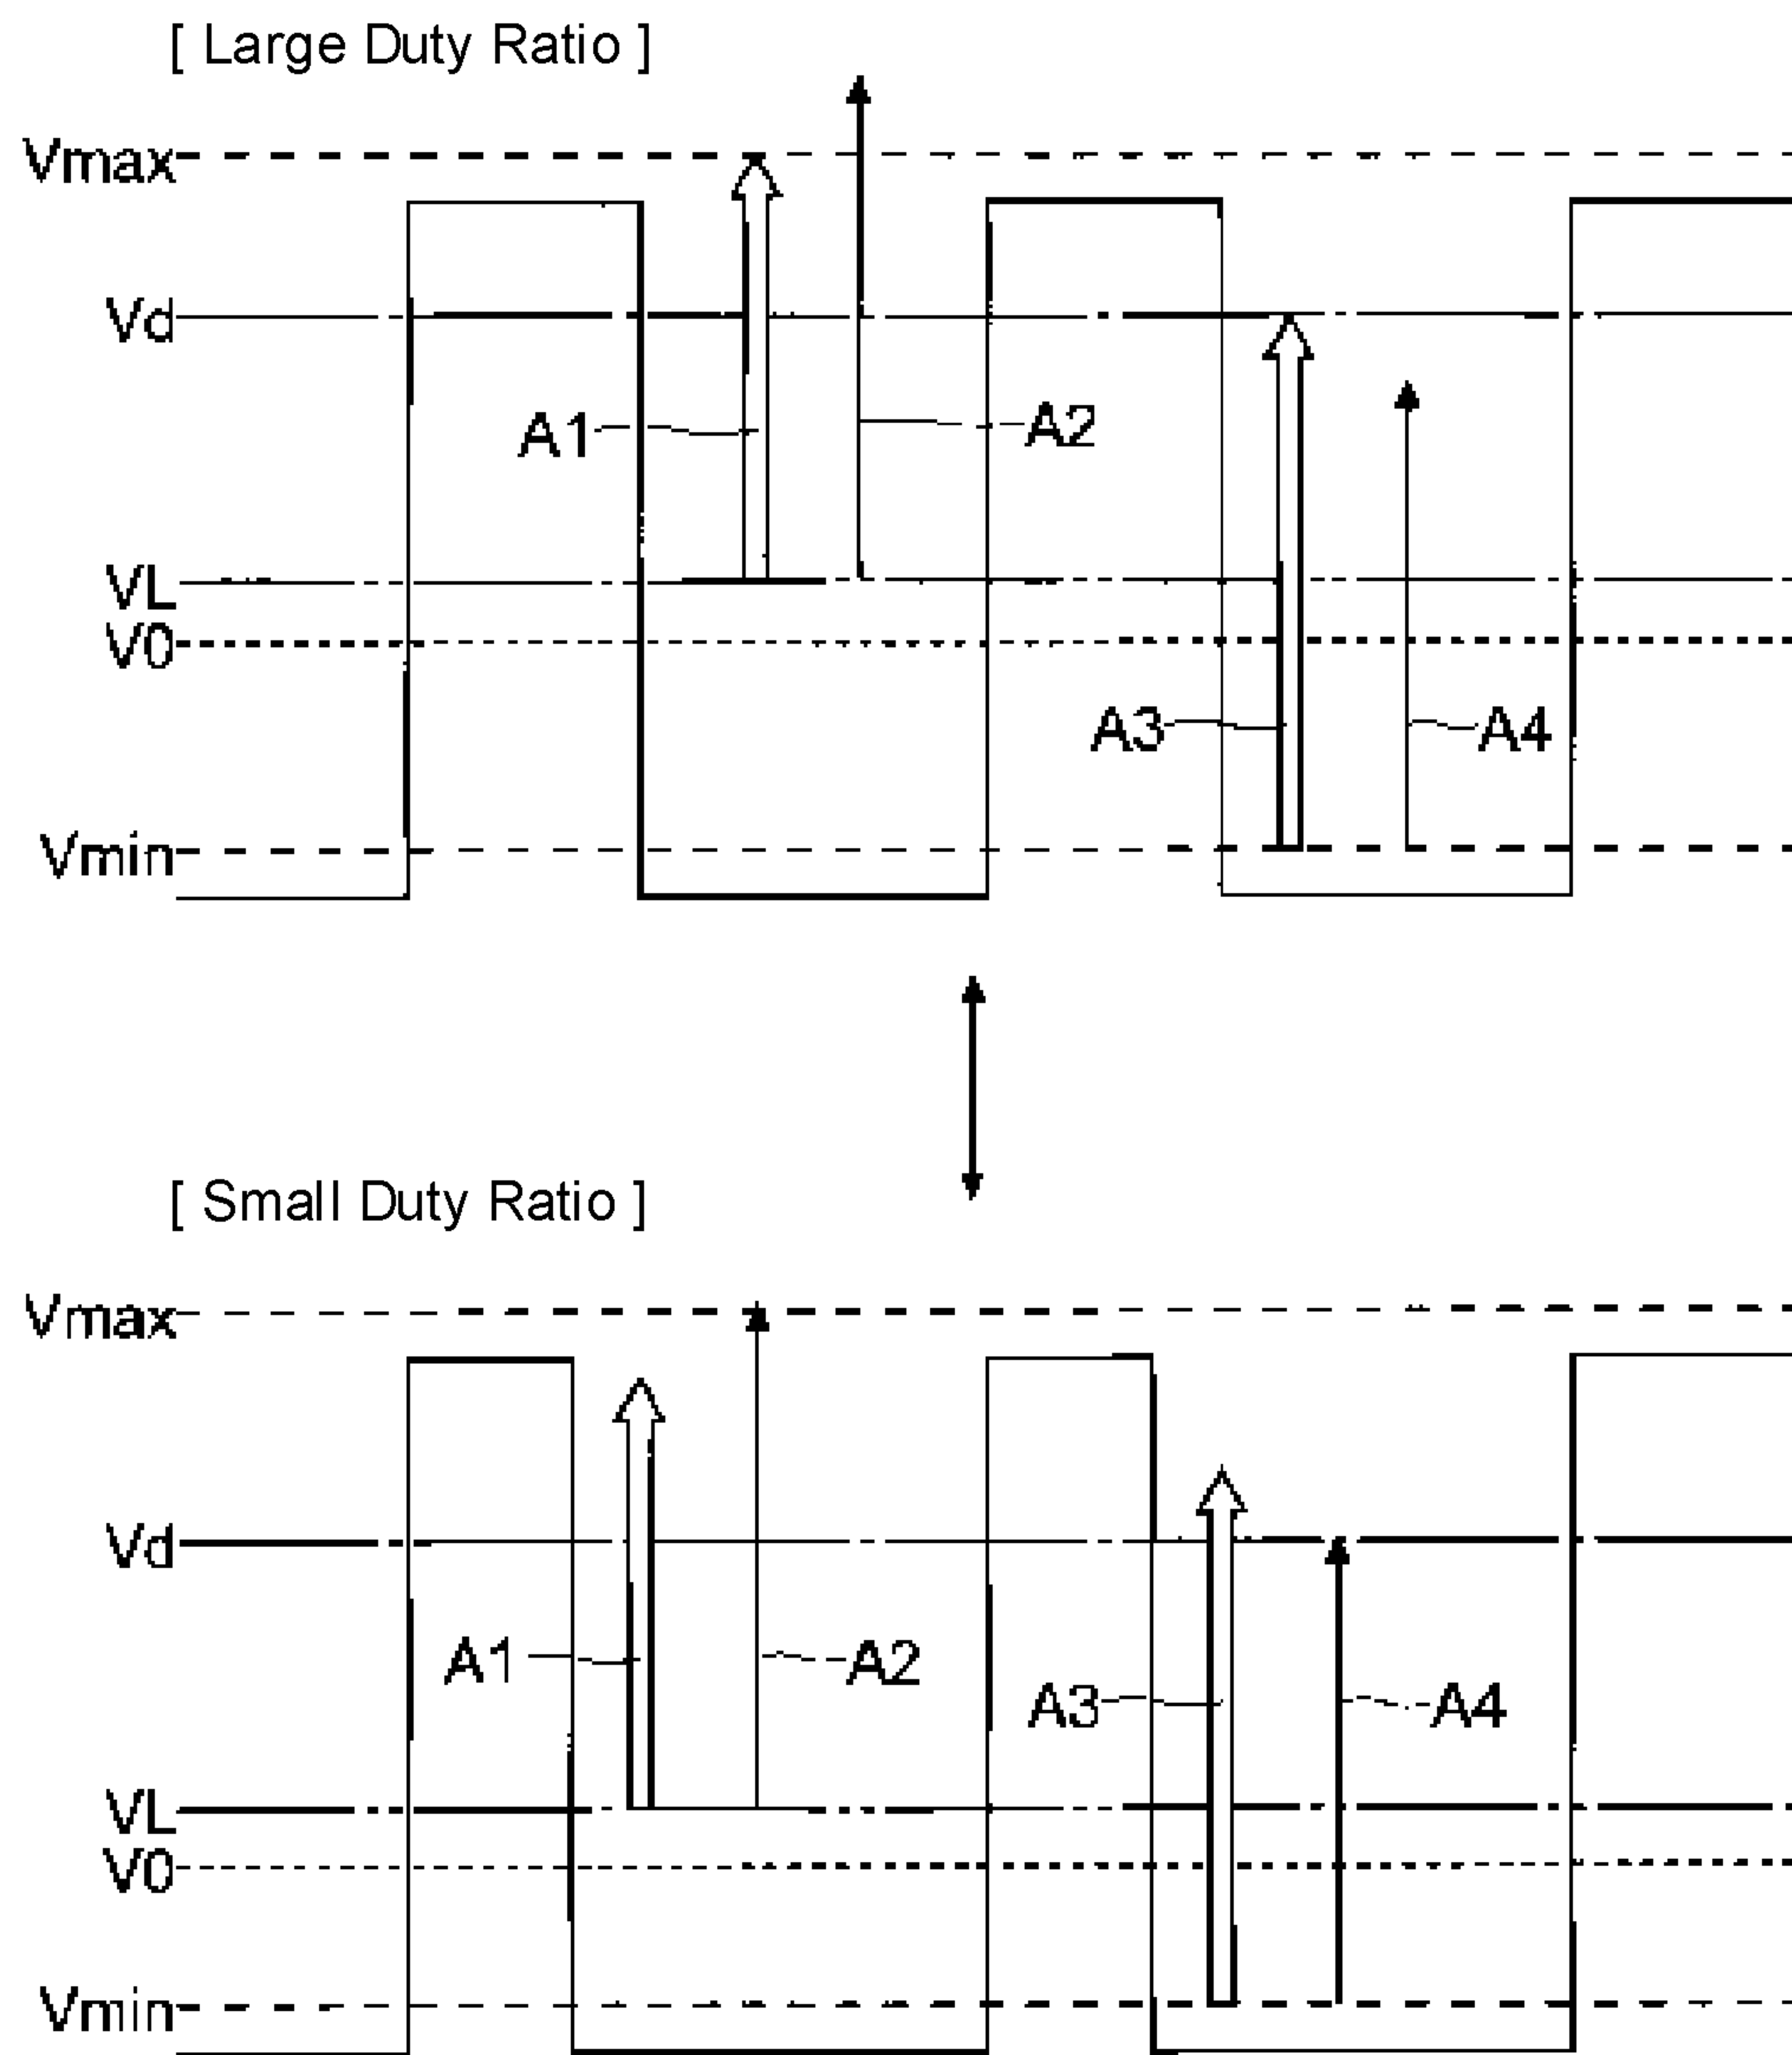 [ Large Duty Ratio ]
Vmax
Vd
A1
A2
VL
V0
A3
A4
Vmin
[ Small Duty Ratio ]
Vmax
Vd
A1
A2
A3
A4
VL
V0
Vmin